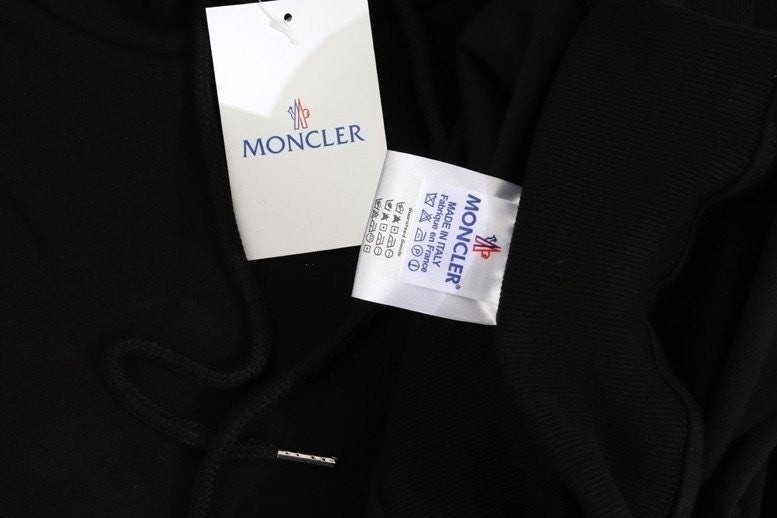 MONCLER
MONCLER®
MADE IN ITALY
Fabriqué en France